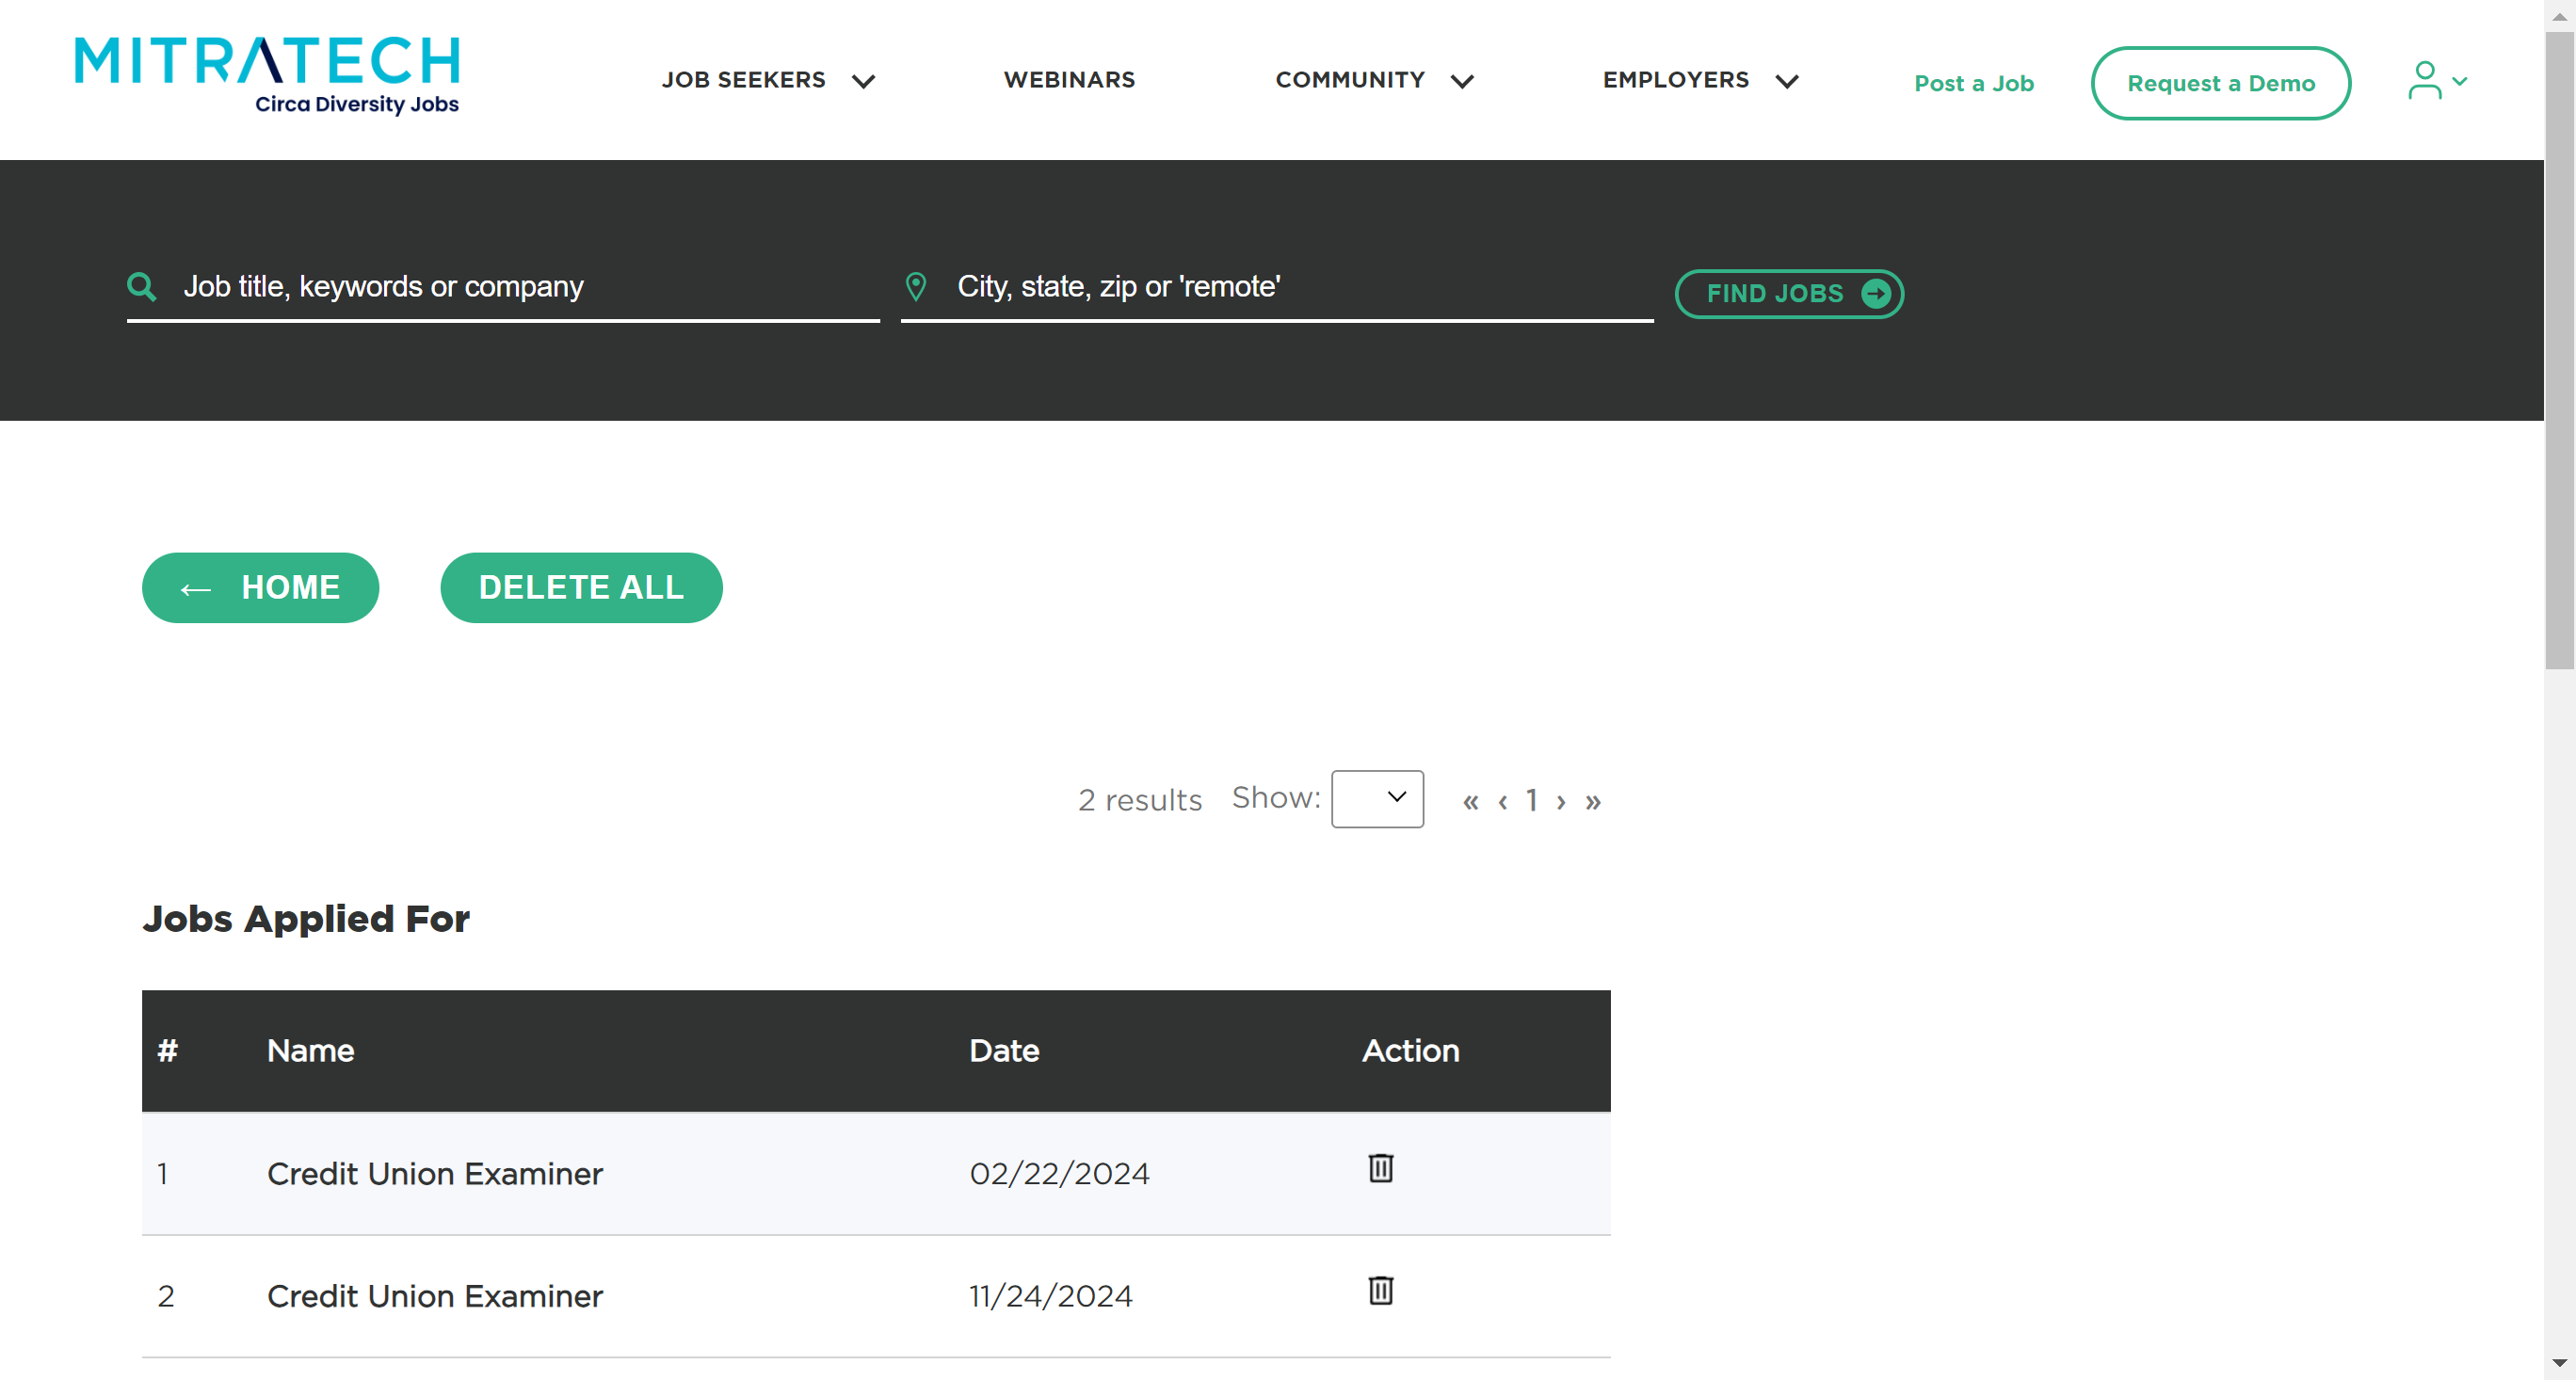 MITRATECH
Circa Diversity Jobs
JOB SEEKERS
WEBINARS
COMMUNITY
EMPLOYERS
Post a Job
Request a Demo
Job title, keywords or company
City, state, zip or 'remote'
FIND JOBS
← HOME
DELETE ALL
2 results Show: « ‹ 1 › »
Jobs Applied For
# Name Date Action
1 Credit Union Examiner 02/22/2024
2 Credit Union Examiner 11/24/2024